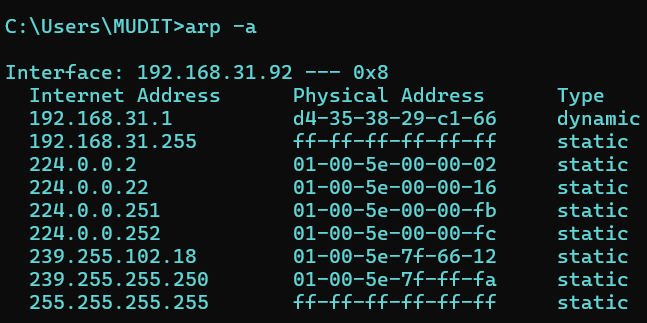 C:\Users\MUDIT>arp -a
Interface: 192.168.31.92 --- 0x8
Internet Address Physical Address Type
192.168.31.1 d4-35-38-29-c1-66 dynamic
192.168.31.255 ff-ff-ff-ff-ff-ff static
224.0.0.2 01-00-5e-00-00-02 static
224.0.0.22 01-00-5e-00-00-16 static
224.0.0.251 01-00-5e-00-00-fb static
224.0.0.252 01-00-5e-00-00-fc static
239.255.102.18 01-00-5e-7f-66-12 static
239.255.255.250 01-00-5e-7f-ff-fa static
255.255.255.255 ff-ff-ff-ff-ff-ff static